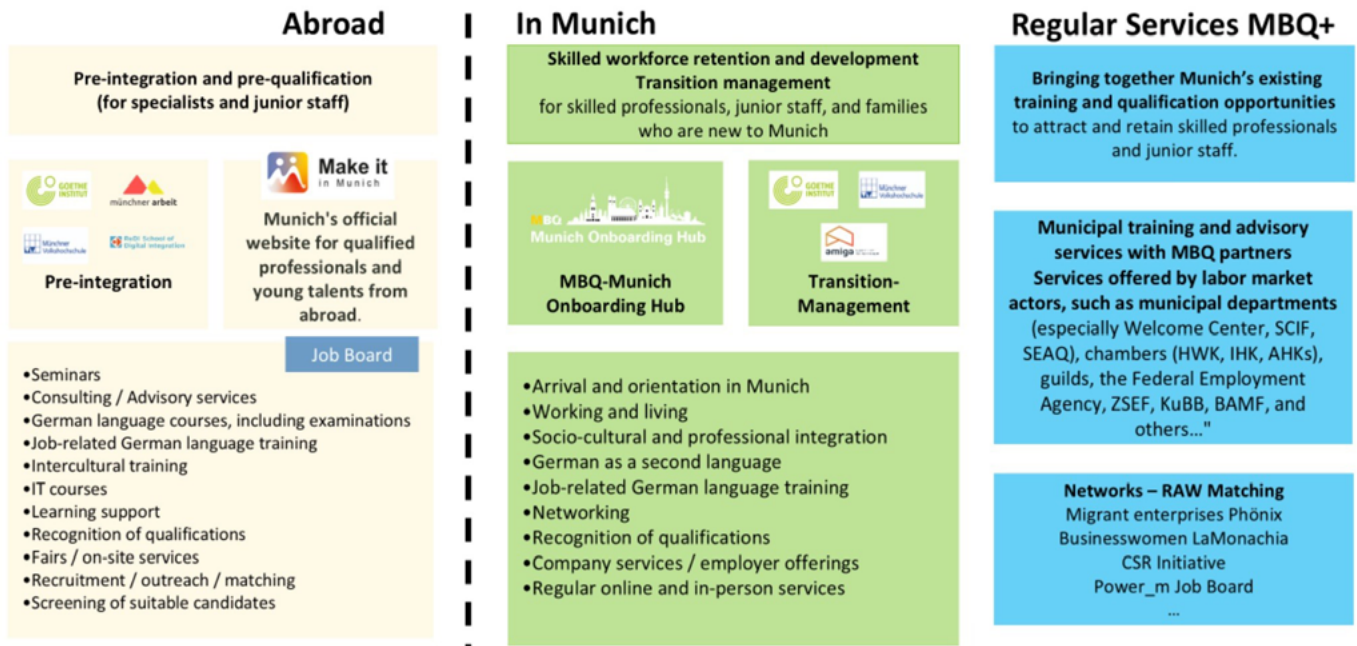 Abroad
Pre-integration and pre-qualification
(for specialists and junior staff)
GOETHE
INSTITUT
münchner arbeit
Münchner
Volkshochschule
ReDI School of
Digital Integration
Pre-integration
Make it
in Munich
Munich's official
website for qualified
professionals and
young talents from
abroad.
Job Board
•Seminars
•Consulting / Advisory services
•German language courses, including examinations
•Job-related German language training
•Intercultural training
•IT courses
•Learning support
•Recognition of qualifications
•Fairs / on-site services
•Recruitment / outreach / matching
•Screening of suitable candidates
In Munich
Skilled workforce retention and development
Transition management
for skilled professionals, junior staff, and families
who are new to Munich
MBQ
Munich Onboarding Hub
MBQ-Munich
Onboarding Hub
GOETHE
INSTITUT
Münchner
Volkshochschule
amiga
Transition-
Management
•Arrival and orientation in Munich
•Working and living
•Socio-cultural and professional integration
•German as a second language
•Job-related German language training
•Networking
•Recognition of qualifications
•Company services / employer offerings
•Regular online and in-person services
Regular Services MBQ+
Bringing together Munich's existing
training and qualification opportunities
to attract and retain skilled professionals
and junior staff.
Municipal training and advisory
services with MBQ partners
Services offered by labor market
actors, such as municipal departments
(especially Welcome Center, SCIF,
SEAQ), chambers (HWK, IHK, AHKs),
guilds, the Federal Employment
Agency, ZSEF, KuBB, BAMF, and
others..."
Networks – RAW Matching
Migrant enterprises Phönix
Businesswomen LaMonachia
CSR Initiative
Power_m Job Board
...